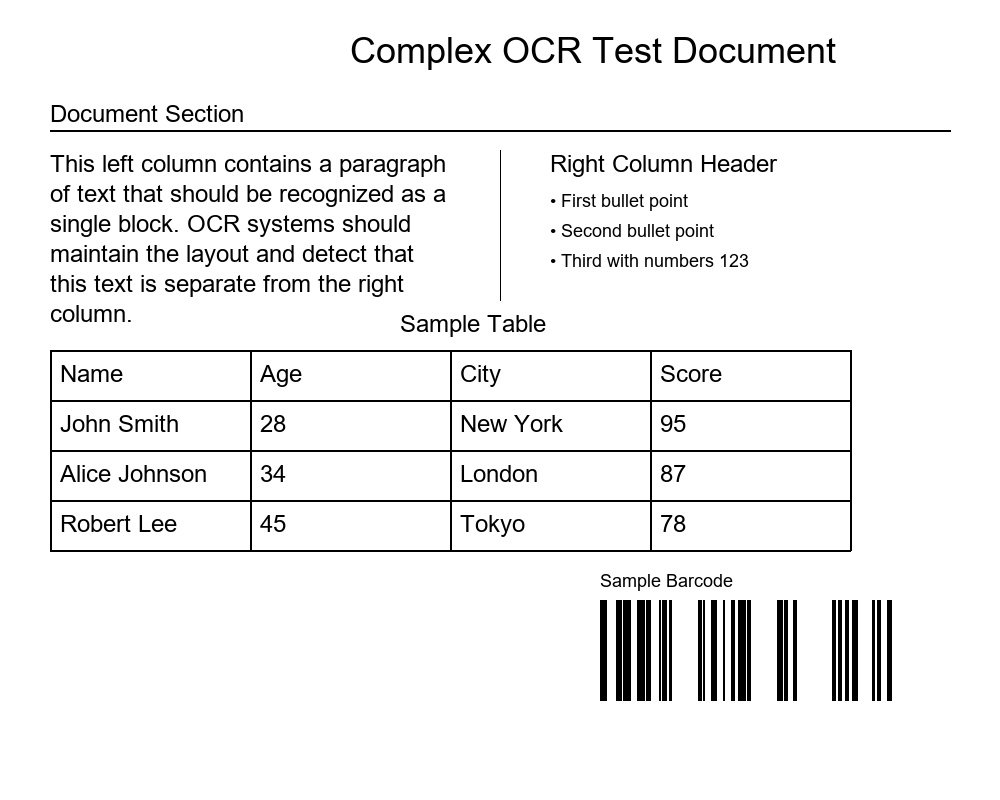 Complex OCR Test Document
Document Section
This left column contains a paragraph
of text that should be recognized as a
single block. OCR systems should
maintain the layout and detect that
this text is separate from the right
column.
Right Column Header
• First bullet point
• Second bullet point
• Third with numbers 123
Sample Table
Name Age City Score
John Smith 28 New York 95
Alice Johnson 34 London 87
Robert Lee 45 Tokyo 78
Sample Barcode